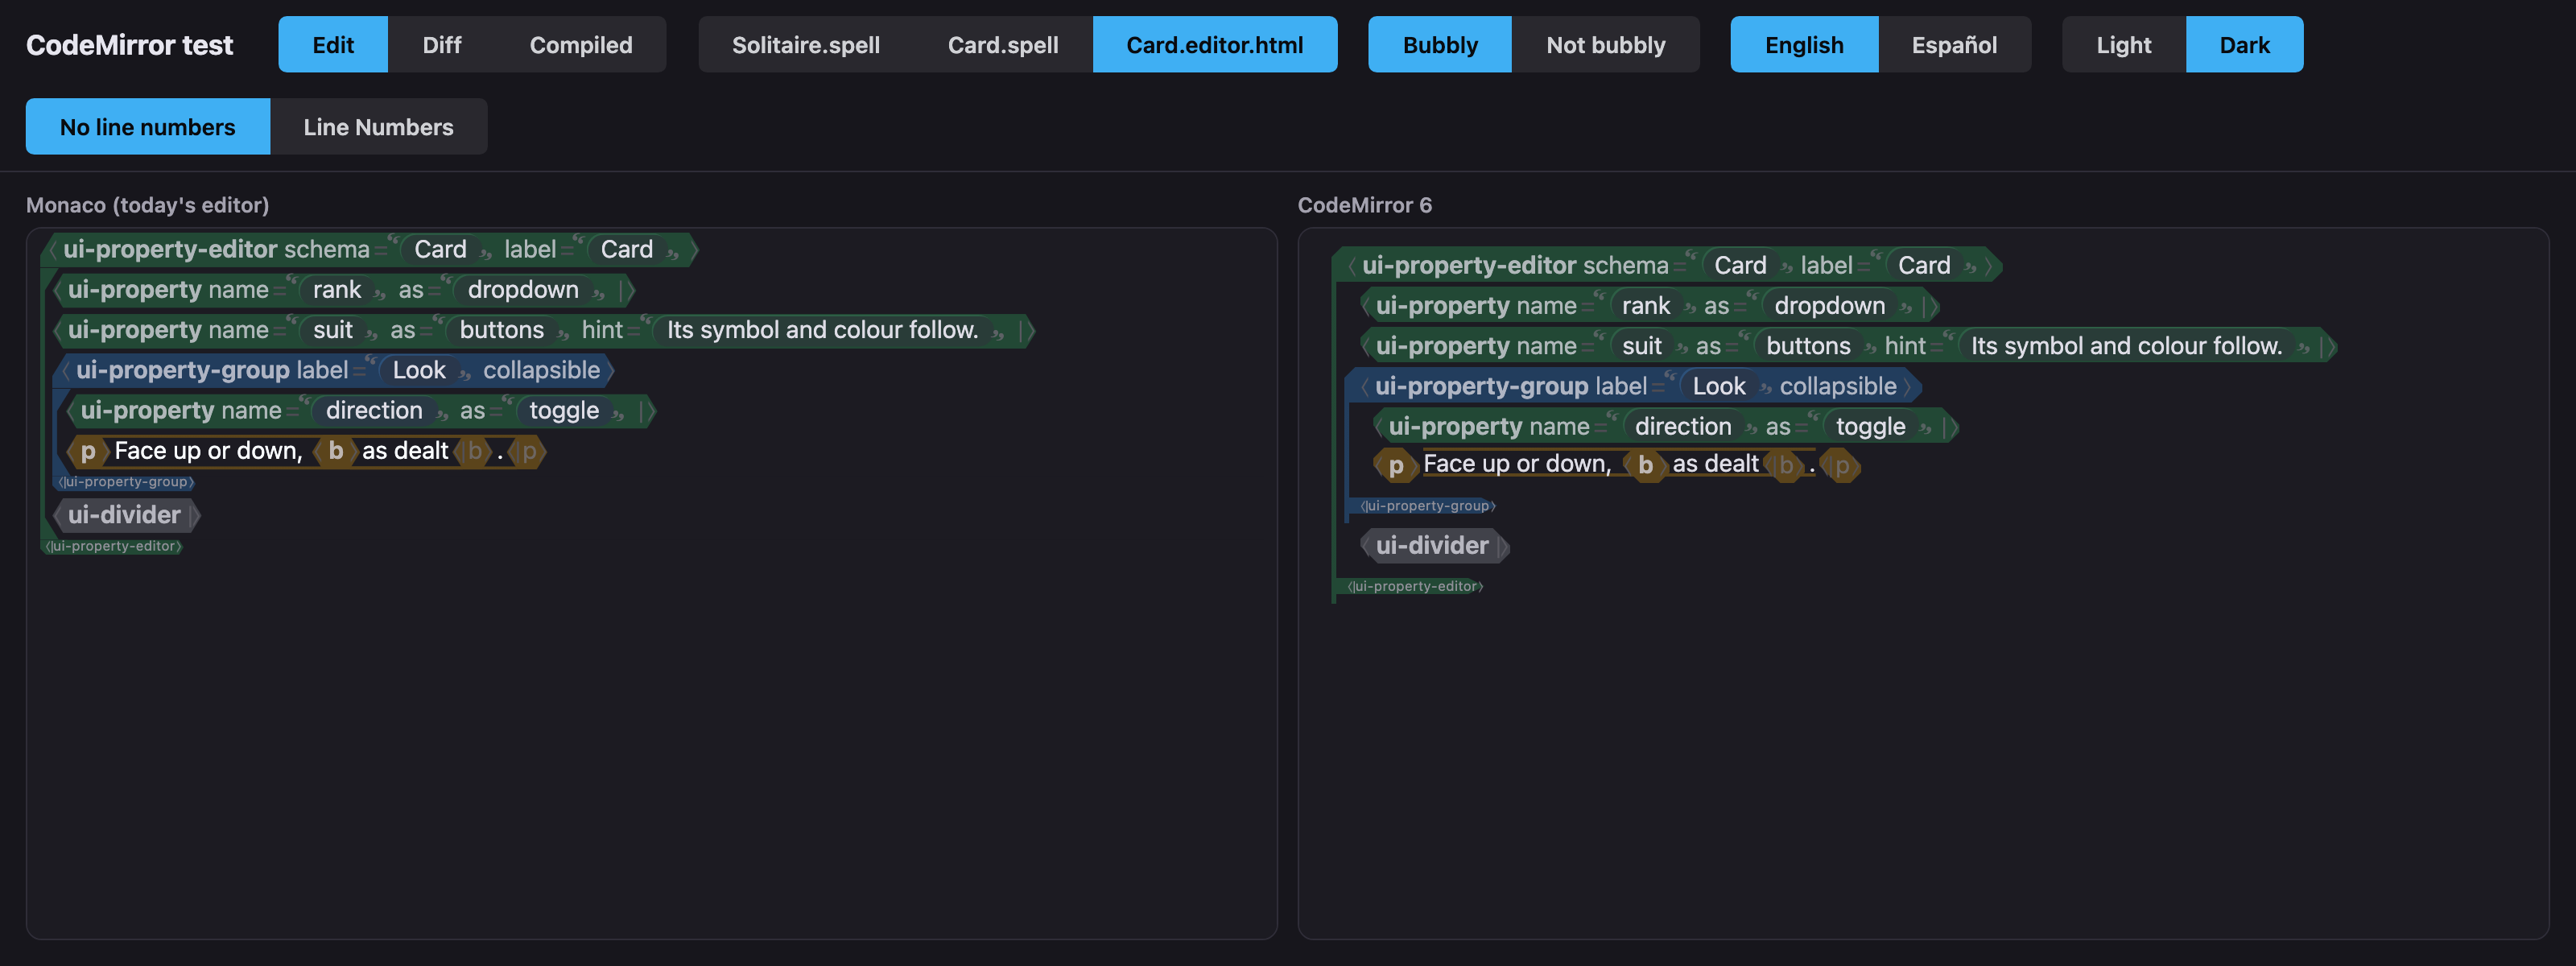 CodeMirror test Edit Diff Compiled Solitaire.spell Card.spell Card.editor.html Bubbly Not bubbly English Español Light Dark
No line numbers Line Numbers
Monaco (today's editor)
〈ui-property-editor schema=“Card„ label=“Card„〉
〈ui-property name=“rank„ as=“dropdown„ |〉
〈ui-property name=“suit„ as=“buttons„ hint=“Its symbol and colour follow.„ |〉
〈ui-property-group label=“Look„ collapsible〉
〈ui-property name=“direction„ as=“toggle„ |〉
〈p〉Face up or down, 〈b〉as dealt〈|b〉.〈|p〉
〈|ui-property-group〉
〈ui-divider |〉
〈|ui-property-editor〉
CodeMirror 6
〈ui-property-editor schema=“Card„ label=“Card„〉
〈ui-property name=“rank„ as=“dropdown„ |〉
〈ui-property name=“suit„ as=“buttons„ hint=“Its symbol and colour follow.„ |〉
〈ui-property-group label=“Look„ collapsible〉
〈ui-property name=“direction„ as=“toggle„ |〉
〈p〉Face up or down, 〈b〉as dealt〈|b〉.〈|p〉
〈|ui-property-group〉
〈ui-divider |〉
〈|ui-property-editor〉